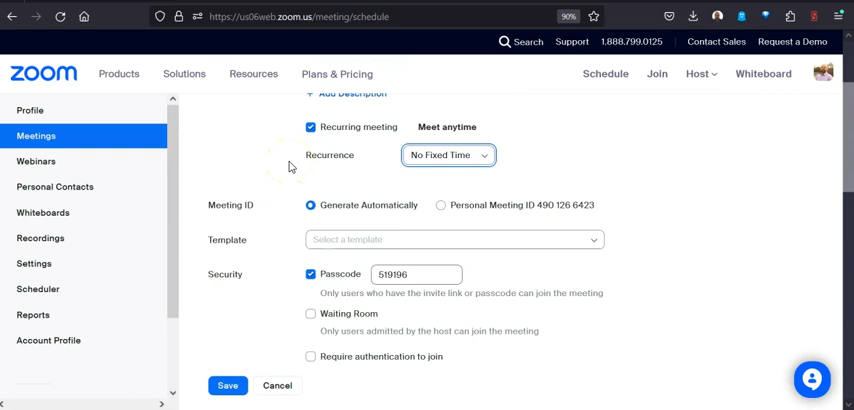 https://us06web.zoom.us/meeting/schedule
90%
Search Support 1.888.799.0125 Contact Sales Request a Demo
zoom Products Solutions Resources Plans & Pricing Schedule Join Host Whiteboard
Profile
Meetings
Webinars
Personal Contacts
Whiteboards
Recordings
Settings
Scheduler
Reports
Account Profile
+ Add Description
Recurring meeting Meet anytime
Recurrence No Fixed Time
Meeting ID Generate Automatically Personal Meeting ID 490 126 6423
Template Select a template
Security Passcode 519196
Only users who have the invite link or passcode can join the meeting
Waiting Room
Only users admitted by the host can join the meeting
Require authentication to join
Save Cancel